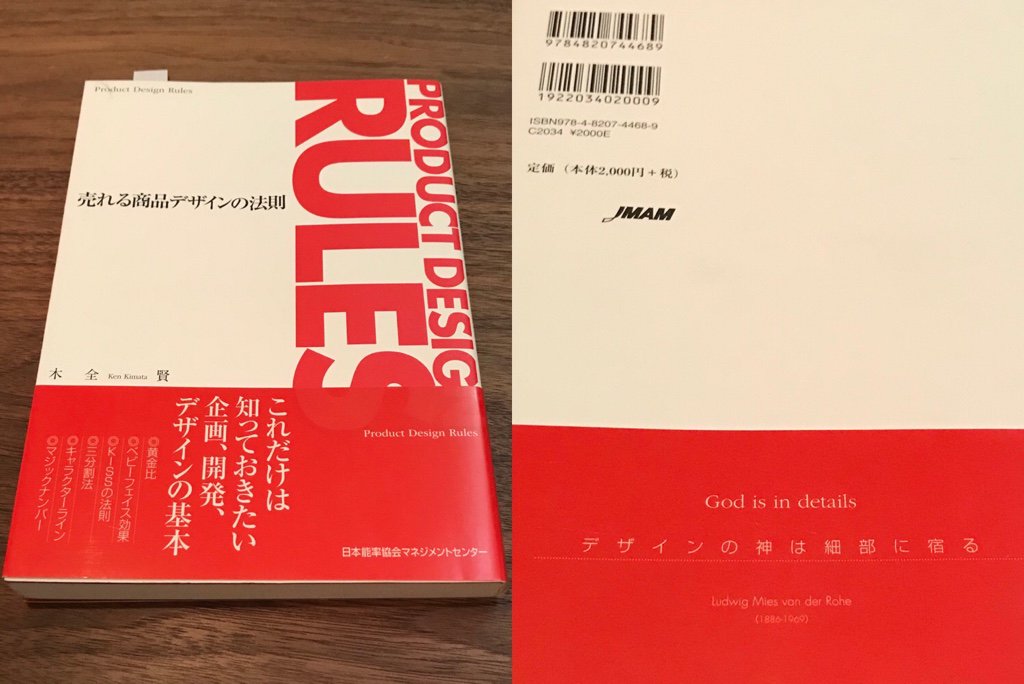 Product Design Rules
PRODUCT DESIG
RULES
売れる商品デザインの法則
木全 Ken Kimata 賢
これだけは
知っておきたい
企画、開発、
デザインの基本
◎黄金比
◎ベビーフェイス効果
◎KISSの法則
◎三分割法
◎キャラクターライン
◎マジックナンバー
Product Design Rules
日本能率協会マネジメントセンター
9784820744689
1922034020009
ISBN978-4-8207-4468-9
C2034 ¥2000E
定価(本体2,000円+税)
JMAM
God is in details
デザインの神は細部に宿る
Ludwig Mies van der Rohe
(1886-1969)